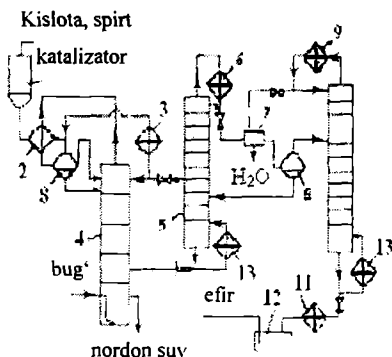 Kislota, spirt
katalizator
9
6
3
7
2
8
H₂O
8
4
5
bug‘
13
13
efir
12
11
nordon suv